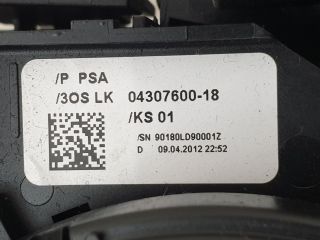 /P PSA
/3OS LK 04307600-18
/KS 01
/SN 90180LD90001Z
D 09.04.2012 22:52